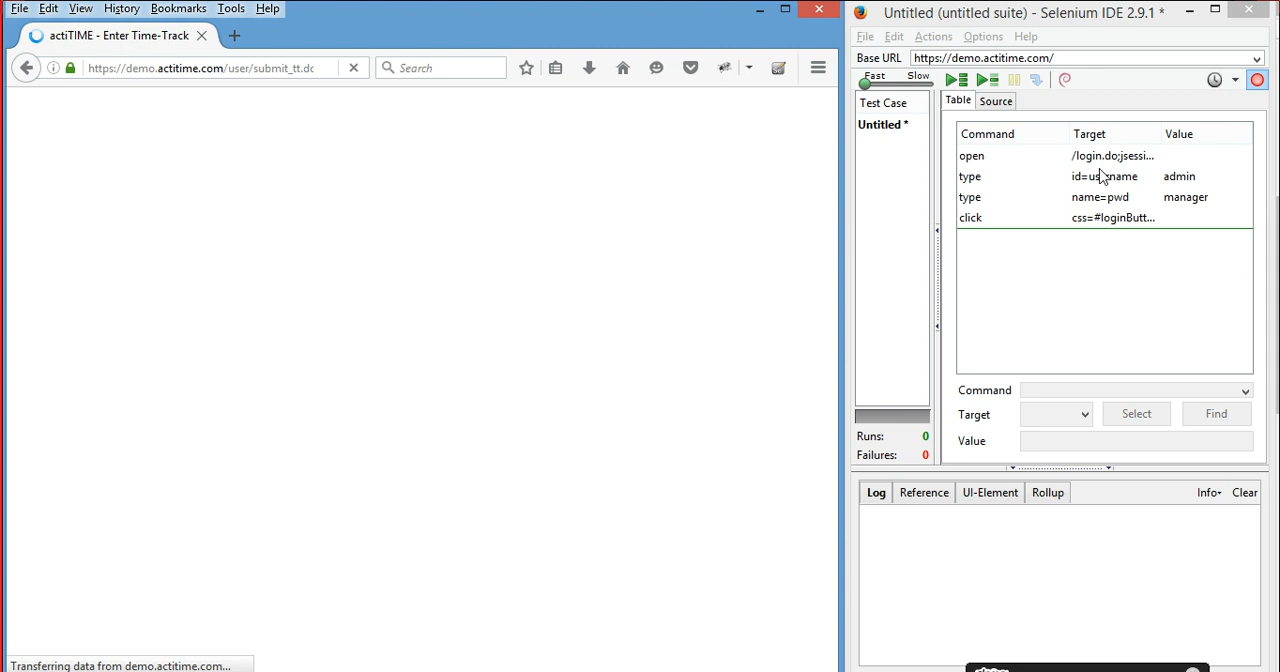 File Edit View History Bookmarks Tools Help
actiTIME - Enter Time-Track
https://demo.actitime.com/user/submit_tt.dc
Search
Transferring data from demo.actitime.com...
Untitled (untitled suite) - Selenium IDE 2.9.1 *
File Edit Actions Options Help
Base URL https://demo.actitime.com/
Fast Slow
Test Case
Untitled *
Runs: 0
Failures: 0
Table Source
Command Target Value
open /login.do;jsessi...
type admin
type name=pwd manager
click css=#loginButt...
Command
Target Select Find
Value
Log Reference UI-Element Rollup Info Clear